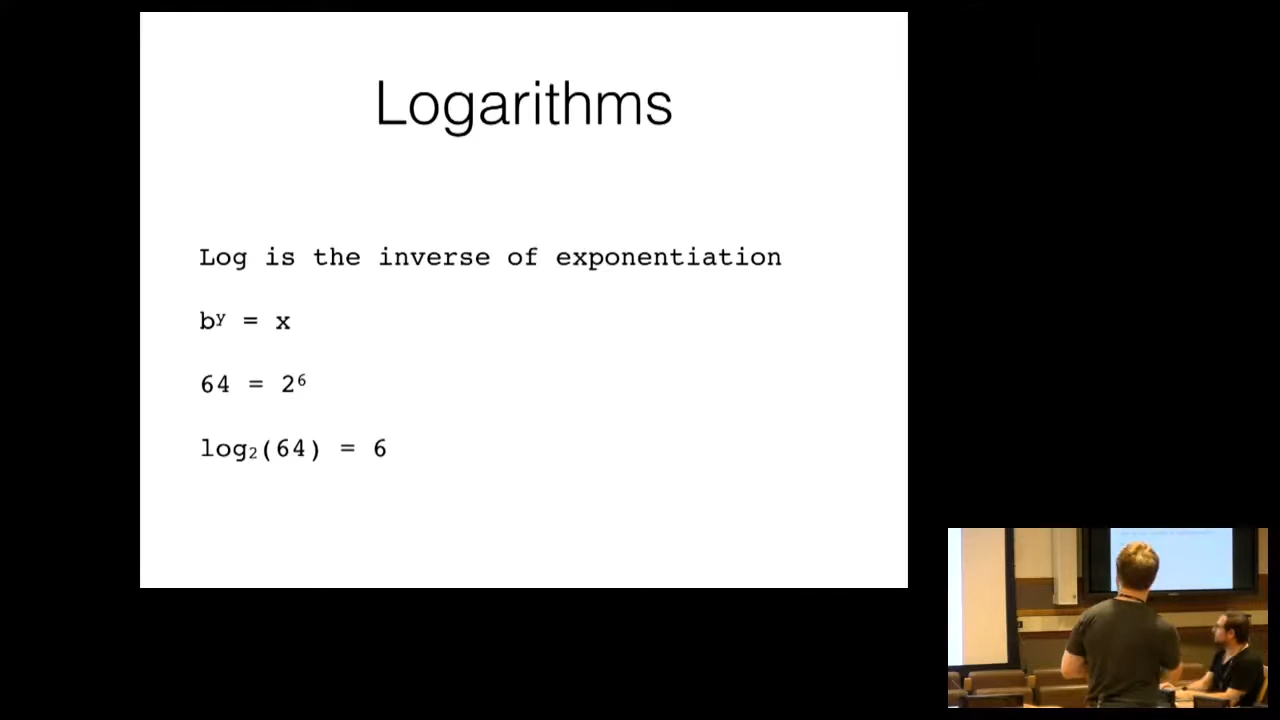 Logarithms
Log is the inverse of exponentiation
bʸ = x
64 = 2⁶
log₂(64) = 6